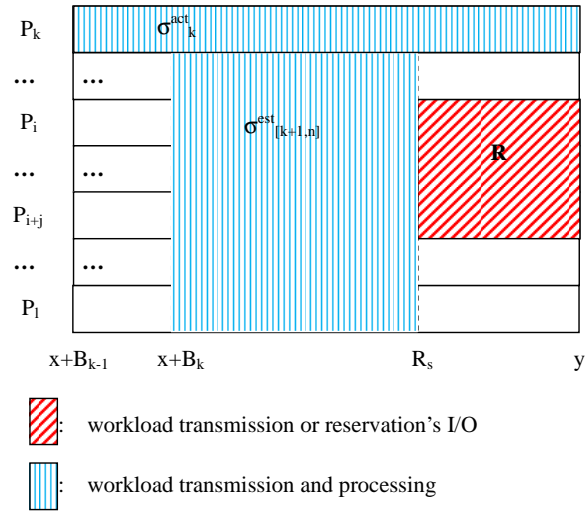 P_k σ^act_k
... ...
P_i σ^est_[k+1,n]
... ... R
P_i+j
... ...
P_l
x+B_k-1 x+B_k R_s y
: workload transmission or reservation's I/O
: workload transmission and processing